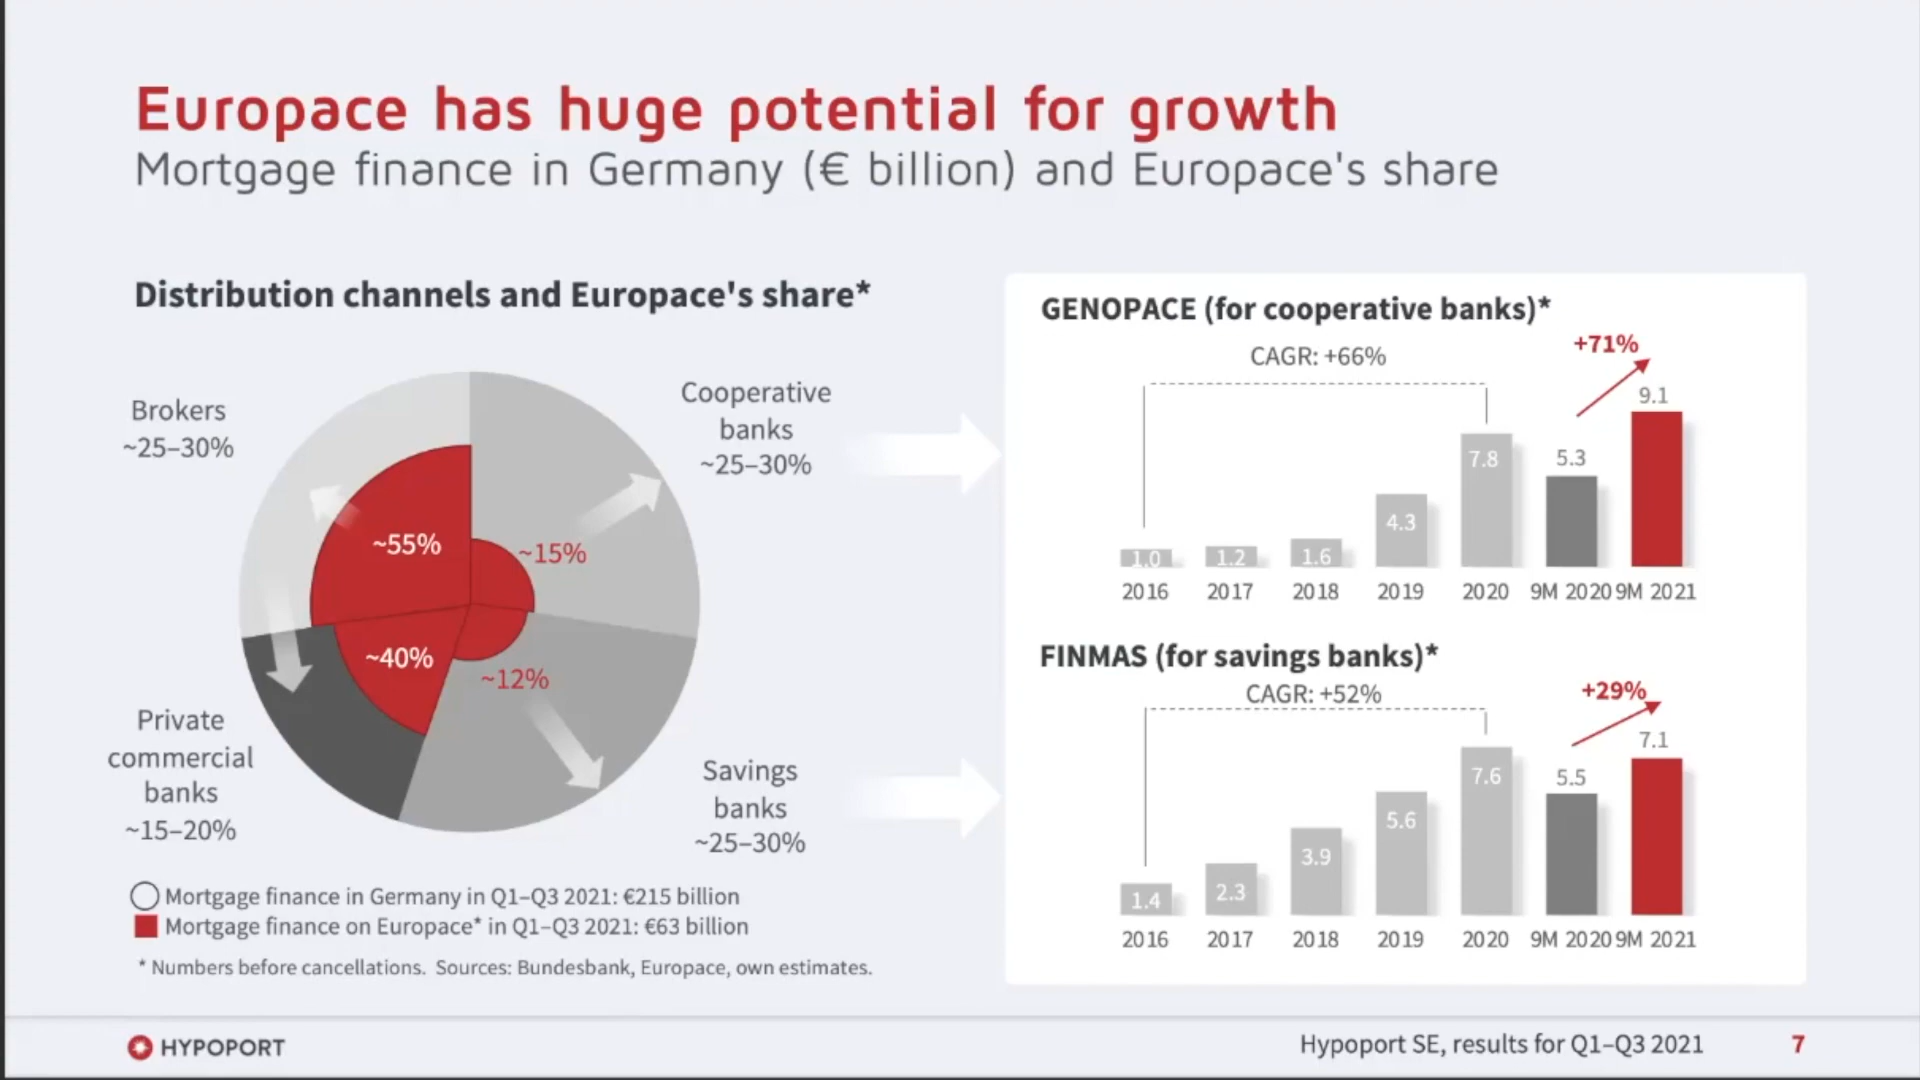 Europace has huge potential for growth
Mortgage finance in Germany (€ billion) and Europace's share
Distribution channels and Europace's share*
Brokers
~25–30%
Cooperative
banks
~25–30%
~55%
~15%
~40%
~12%
Private
commercial
banks
~15–20%
Savings
banks
~25–30%
Mortgage finance in Germany in Q1–Q3 2021: €215 billion
Mortgage finance on Europace* in Q1–Q3 2021: €63 billion
* Numbers before cancellations. Sources: Bundesbank, Europace, own estimates.
GENOPACE (for cooperative banks)*
CAGR: +66%
+71%
1.0
1.2
1.6
4.3
7.8
5.3
9.1
2016 2017 2018 2019 2020 9M 2020 9M 2021
FINMAS (for savings banks)*
CAGR: +52%
+29%
1.4
2.3
3.9
5.6
7.6
5.5
7.1
2016 2017 2018 2019 2020 9M 2020 9M 2021
HYPOPORT
Hypoport SE, results for Q1–Q3 2021 7